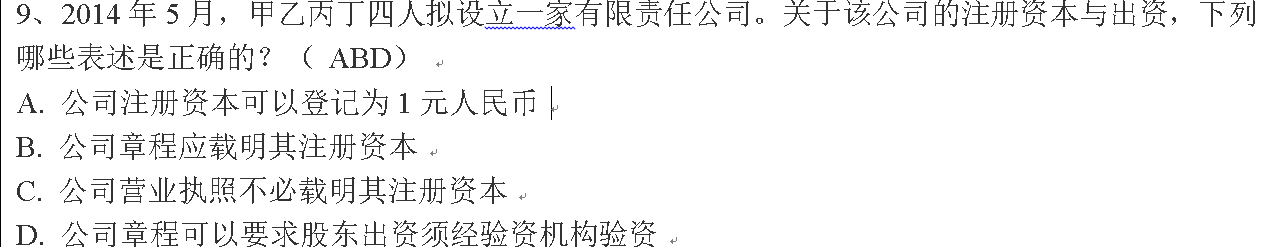 9、2014 年 5 月，甲乙丙丁四人拟设立一家有限责任公司。关于该公司的注册资本与出资，下列
哪些表述是正确的？（ ABD）
A. 公司注册资本可以登记为 1 元人民币
B. 公司章程应载明其注册资本
C. 公司营业执照不必载明其注册资本
D. 公司章程可以要求股东出资须经验资机构验资